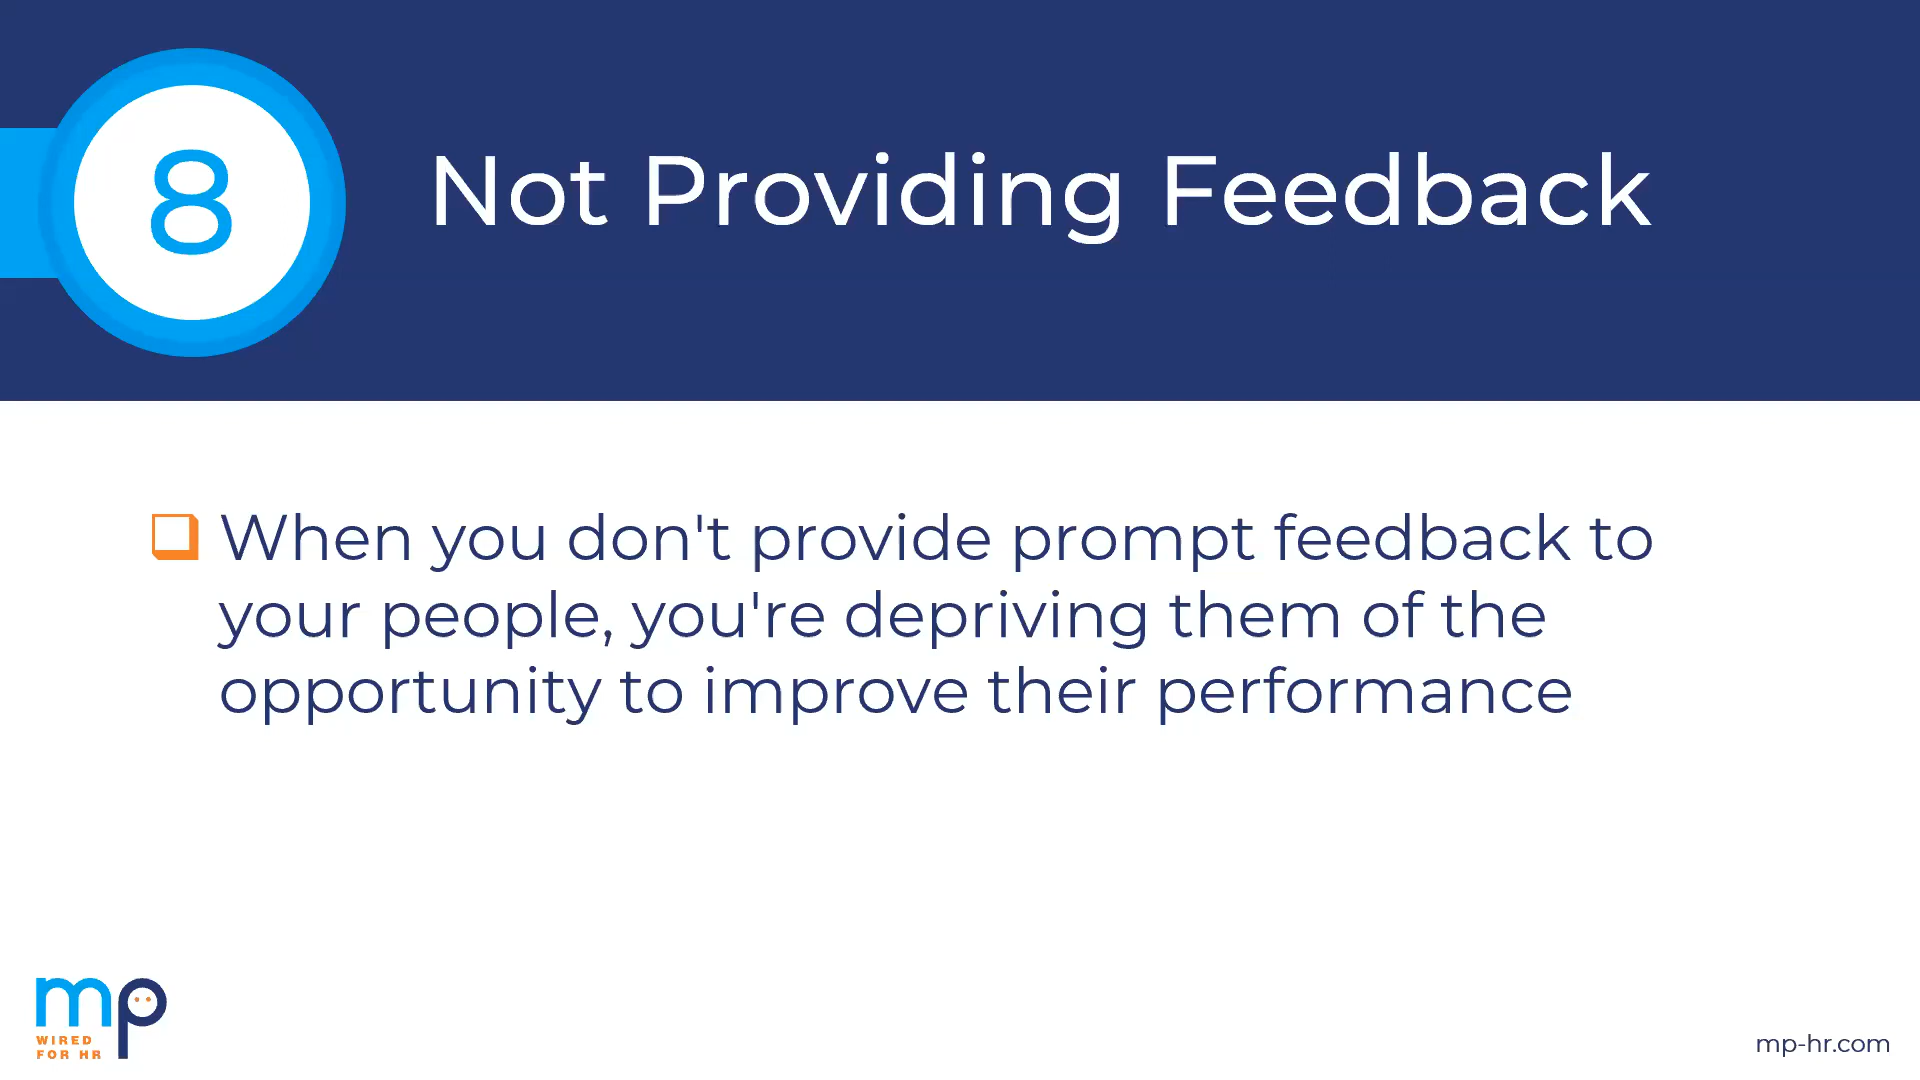 8
Not Providing Feedback
When you don't provide prompt feedback to
your people, you're depriving them of the
opportunity to improve their performance
mp
WIRED
FOR HR
mp-hr.com